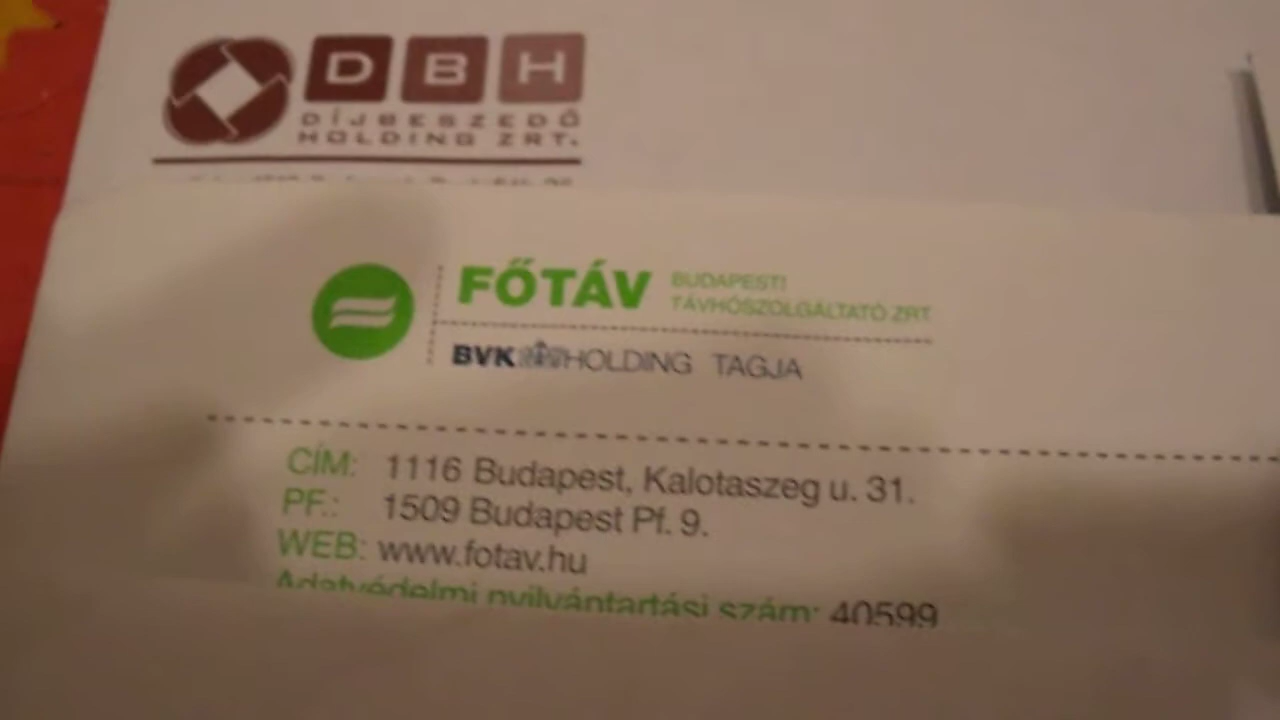 DBH
DÍJBESZEDŐ
HOLDING ZRT.
FŐTÁV
BUDAPESTI
TÁVHŐSZOLGÁLTATÓ ZRT.
BVK HOLDING TAGJA
CÍM: 1116 Budapest, Kalotaszeg u. 31.
PF.: 1509 Budapest Pf. 9.
WEB: www.fotav.hu
Adatvédelmi nyilvántartási szám: 40599